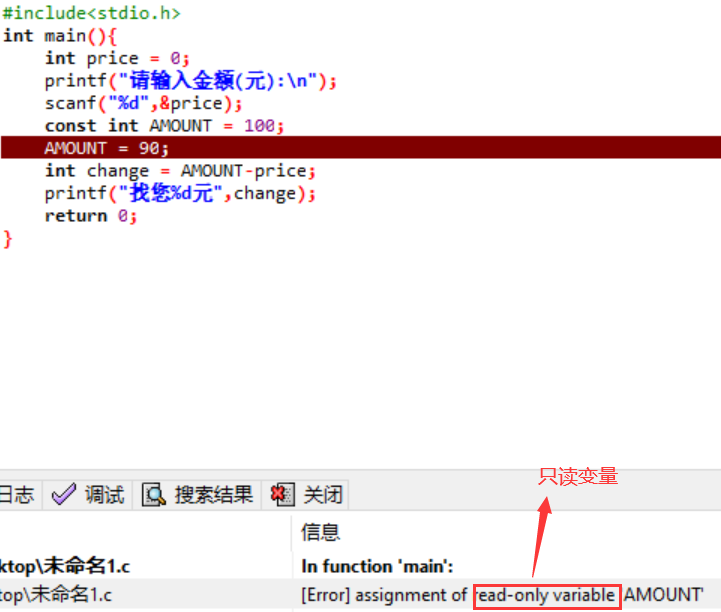 #include<stdio.h>
int main(){
int price = 0;
printf("请输入金额(元):\n");
scanf("%d",&price);
const int AMOUNT = 100;
AMOUNT = 90;
int change = AMOUNT-price;
printf("找您%d元",change);
return 0;
}
只读变量
日志 调试 搜索结果 关闭
信息
ktop\未命名1.c In function 'main':
top\未命名1.c [Error] assignment of read-only variable AMOUNT'